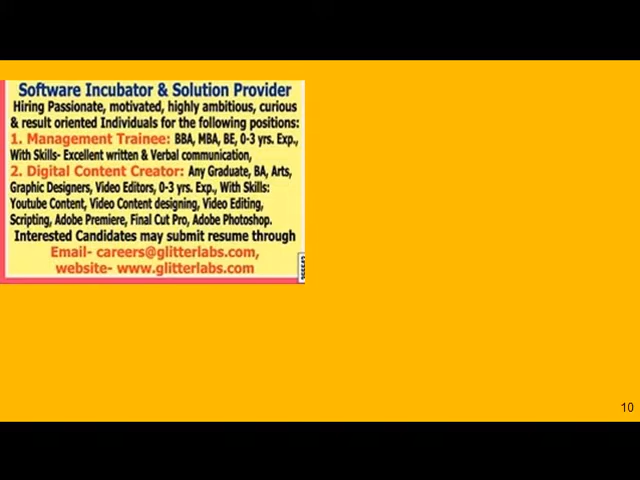 Software Incubator & Solution Provider
Hiring Passionate, motivated, highly ambitious, curious
& result oriented Individuals for the following positions:
1. Management Trainee: BBA, MBA, BE, 0-3 yrs. Exp.,
With Skills- Excellent written & Verbal communication,
2. Digital Content Creator: Any Graduate, BA, Arts,
Graphic Designers, Video Editors, 0-3 yrs. Exp., With Skills:
Youtube Content, Video Content designing, Video Editing,
Scripting, Adobe Premiere, Final Cut Pro, Adobe Photoshop.
Interested Candidates may submit resume through
Email- careers@glitterlabs.com,
website- www.glitterlabs.com
10